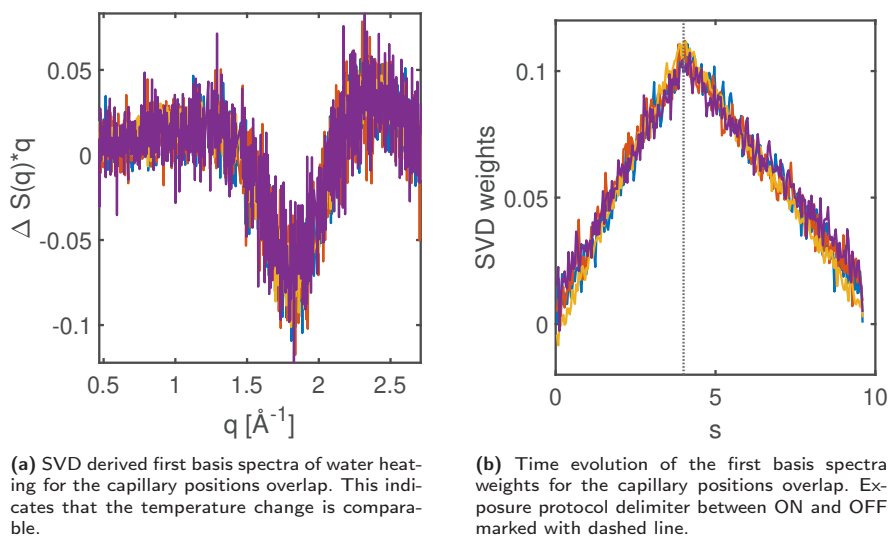 0.05
0
-0.05
-0.1
Δ S(q)*q
0.5
1
1.5
2
2.5
q [Å⁻¹]
(a) SVD derived first basis spectra of water heat-
ing for the capillary positions overlap. This indi-
cates that the temperature change is compara-
ble.
0.1
0.05
0
SVD weights
0
5
10
s
(b) Time evolution of the first basis spectra
weights for the capillary positions overlap. Ex-
posure protocol delimiter between ON and OFF
marked with dashed line.